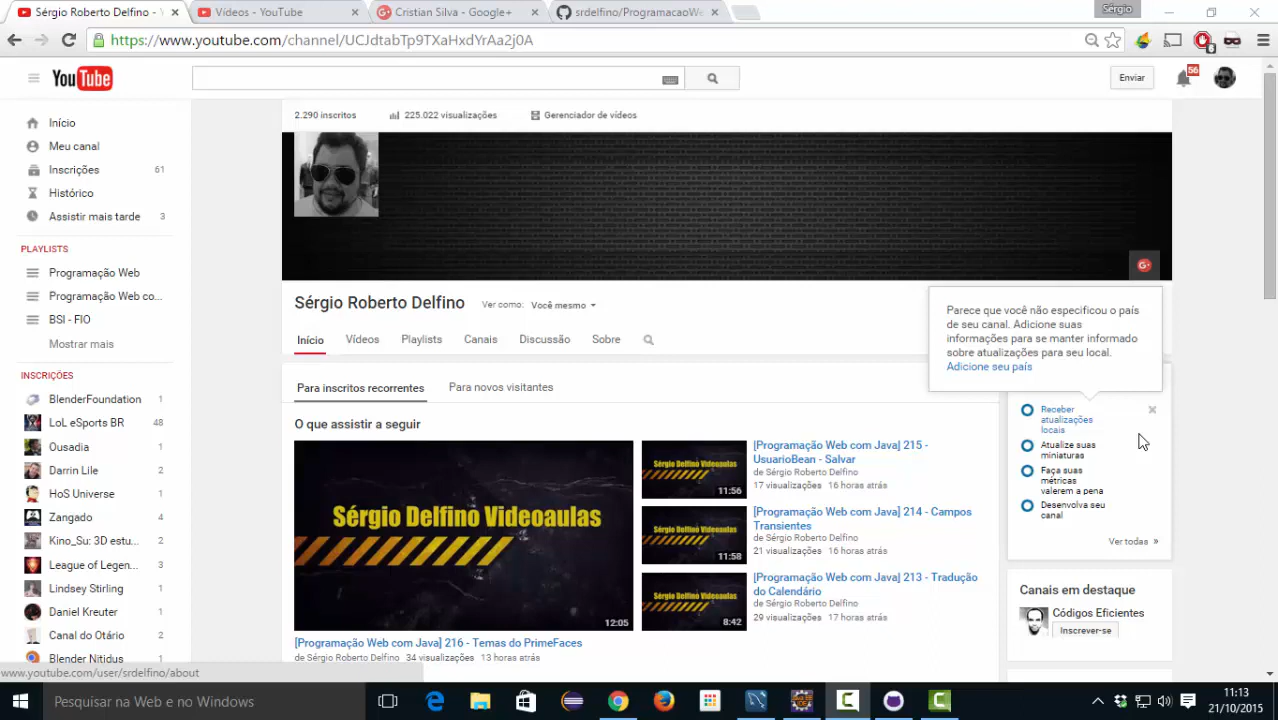 Sérgio Roberto Delfino -
Vídeos - YouTube
Cristian Silva - Google+
srdelfino/ProgramacaoWe
Sérgio
https://www.youtube.com/channel/UCJdtabTp9TXaHxdYrAa2j0A
6
YouTube
Enviar
56
2.290 inscritos
225.022 visualizações
Gerenciador de vídeos
Início
Meu canal
Inscrições 61
Histórico
Assistir mais tarde 3
PLAYLISTS
Programação Web
Programação Web co...
BSI - FIO
Mostrar mais
INSCRIÇÕES
BlenderFoundation 1
LoL eSports BR 48
Ousadia 1
Darrin Lile 2
HoS Universe 1
Zangado 4
Kino_Su: 3D estu... 2
League of Legen... 3
Lindsey Stirling 1
Daniel Kreuter 1
Canal do Otário 2
Blender Nitidus 1
Sérgio Roberto Delfino
Ver como: Você mesmo
Início
Vídeos
Playlists
Canais
Discussão
Sobre
Parece que você não especificou o país
de seu canal. Adicione suas
informações para se manter informado
sobre atualizações para seu local.
Adicione seu país
Para inscritos recorrentes
Para novos visitantes
O que assistir a seguir
Sérgio Delfino Videoaulas
12:05
[Programação Web com Java] 216 - Temas do PrimeFaces
de Sérgio Roberto Delfino 34 visualizações 13 horas atrás
Sérgio Delfino Videoaulas
11:56
[Programação Web com Java] 215 -
UsuarioBean - Salvar
de Sérgio Roberto Delfino
17 visualizações 16 horas atrás
Sérgio Delfino Videoaulas
11:58
[Programação Web com Java] 214 - Campos
Transientes
de Sérgio Roberto Delfino
21 visualizações 16 horas atrás
Sérgio Delfino Videoaulas
8:42
[Programação Web com Java] 213 - Tradução
do Calendário
de Sérgio Roberto Delfino
29 visualizações 17 horas atrás
Receber
atualizações
locais
Atualize suas
miniaturas
Faça suas
métricas
valerem a pena
Desenvolva seu
canal
Ver todas »
Canais em destaque
Códigos Eficientes
Inscrever-se
www.youtube.com/user/srdelfino/about
Pesquisar na Web e no Windows
11:13
21/10/2015